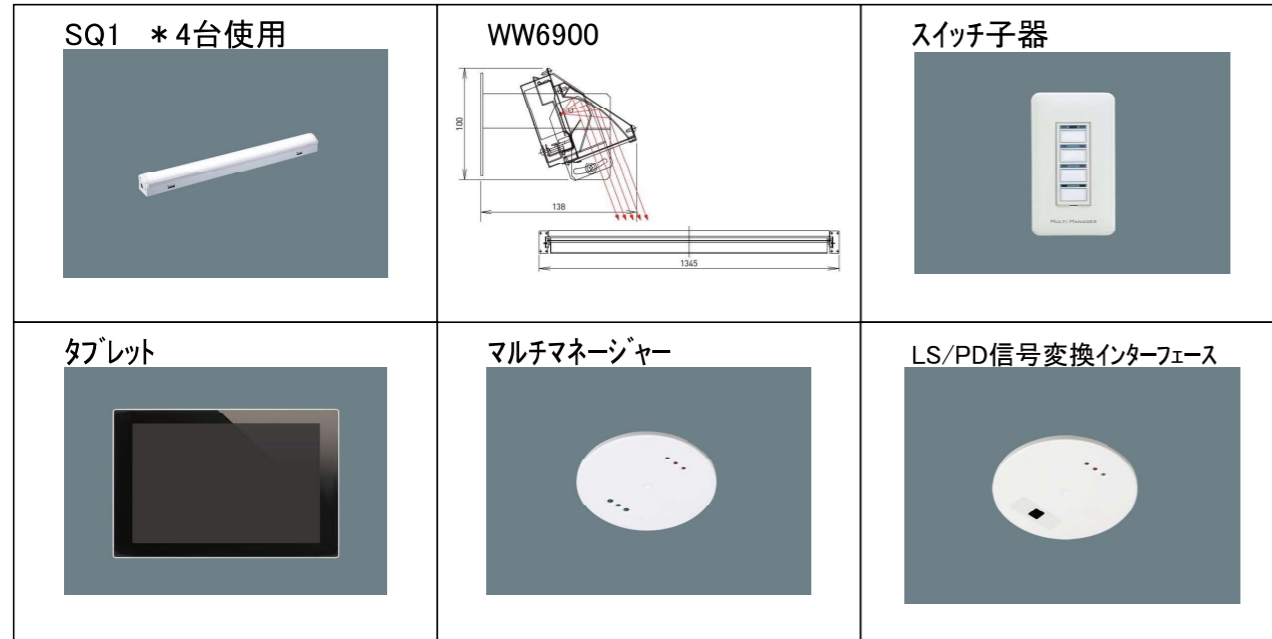 SQ1 ＊4台使用
WW6900
100
138
1345
スイッチ子器
MULTI MANAGER
タブレット
マルチマネージャー
LS/PD信号変換インターフェース